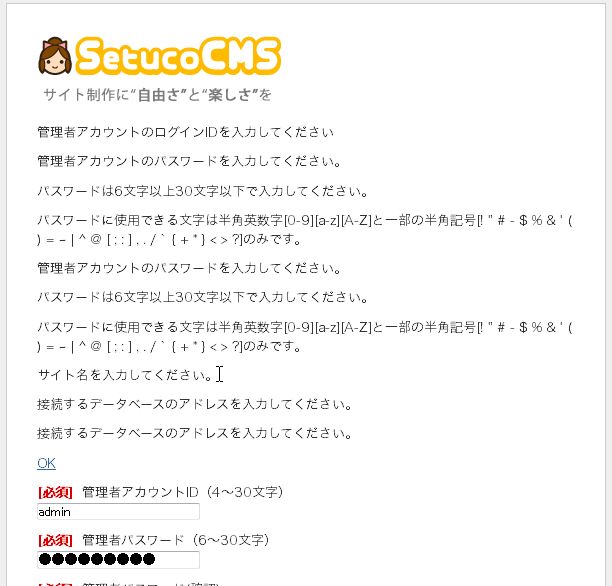 SetucoCMS
サイト制作に“自由さ”と“楽しさ”を
管理者アカウントのログインIDを入力してください
管理者アカウントのパスワードを入力してください。
パスワードは6文字以上30文字以下で入力してください。
パスワードに使用できる文字は半角英数字[0-9][a-z][A-Z]と一部の半角記号[! " # - $ % & ' (
) = ~ | ^ @ [ ; : ] , . / ` { + * } < > ?]のみです。
管理者アカウントのパスワードを入力してください。
パスワードは6文字以上30文字以下で入力してください。
パスワードに使用できる文字は半角英数字[0-9][a-z][A-Z]と一部の半角記号[! " # - $ % & ' (
) = ~ | ^ @ [ ; : ] , . / ` { + * } < > ?]のみです。
サイト名を入力してください。
接続するデータベースのアドレスを入力してください。
接続するデータベースのアドレスを入力してください。
OK
[必須] 管理者アカウントID（4～30文字）
admin
[必須] 管理者パスワード（6～30文字）
●●●●●●●●●